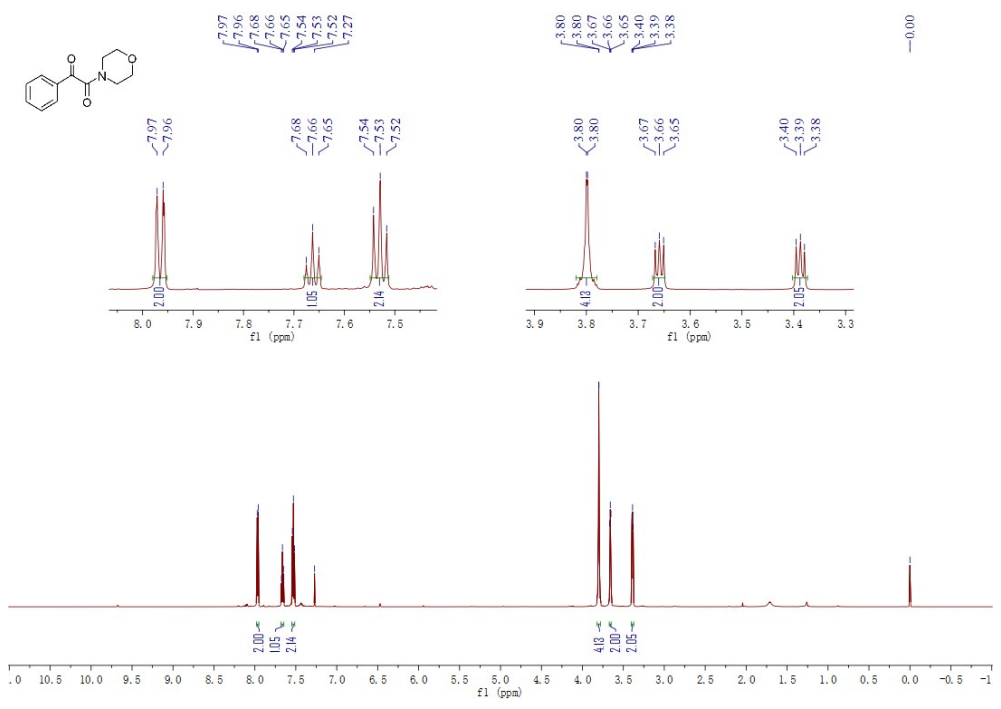 7.97 7.96 7.68 7.66 7.65 7.54 7.53 7.52 7.27 3.80 3.80 3.67 3.66 3.65 3.40 3.39 3.38 —0.00
O
O
N
O
7.97 7.96 7.68 7.66 7.65 7.54 7.53 7.52 3.80 3.80 3.67 3.66 3.65 3.40 3.39 3.38
2.00 1.05 2.14 4.13 2.00 2.05
8.0 7.9 7.8 7.7 7.6 7.5 3.9 3.8 3.7 3.6 3.5 3.4 3.3
f1 (ppm) f1 (ppm)
2.00 1.05 2.14 4.13 2.00 2.05
.0 10.5 10.0 9.5 9.0 8.5 8.0 7.5 7.0 6.5 6.0 5.5 5.0 4.5 4.0 3.5 3.0 2.5 2.0 1.5 1.0 0.5 0.0 -0.5 -1
f1 (ppm)